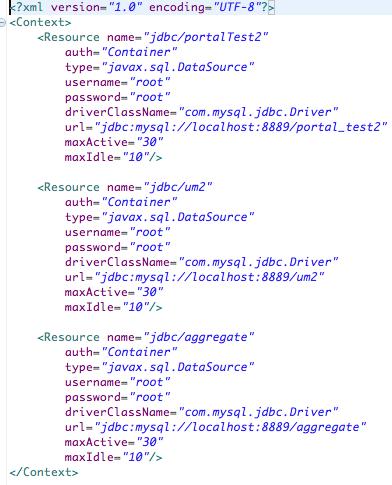 <?xml version="1.0" encoding="UTF-8"?>
<Context>
    <Resource name="jdbc/portalTest2"
        auth="Container"
        type="javax.sql.DataSource"
        username="root"
        password="root"
        driverClassName="com.mysql.jdbc.Driver"
        url="jdbc:mysql://localhost:8889/portal_test2"
        maxActive="30"
        maxIdle="10"/>

    <Resource name="jdbc/um2"
        auth="Container"
        type="javax.sql.DataSource"
        username="root"
        password="root"
        driverClassName="com.mysql.jdbc.Driver"
        url="jdbc:mysql://localhost:8889/um2"
        maxActive="30"
        maxIdle="10"/>

    <Resource name="jdbc/aggregate"
        auth="Container"
        type="javax.sql.DataSource"
        username="root"
        password="root"
        driverClassName="com.mysql.jdbc.Driver"
        url="jdbc:mysql://localhost:8889/aggregate"
        maxActive="30"
        maxIdle="10"/>
</Context>